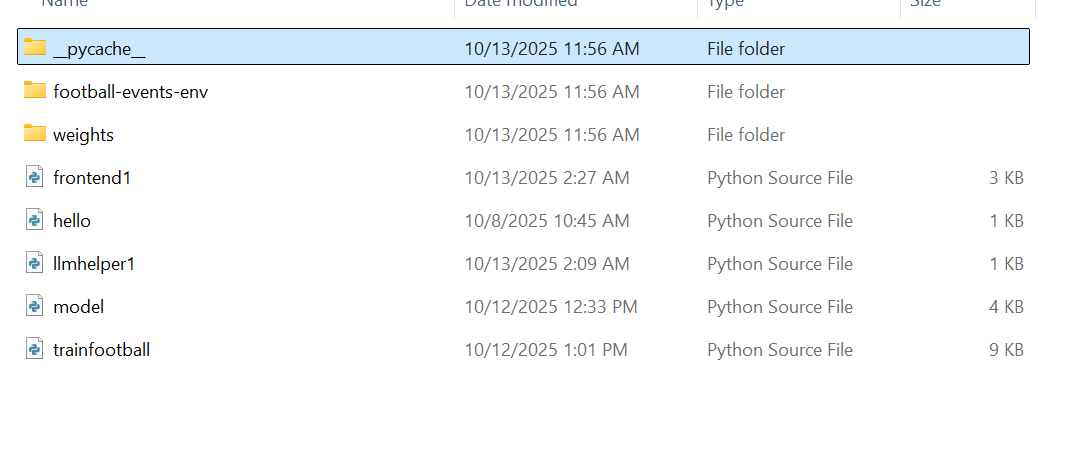 Name Date modified Type Size
__pycache__ 10/13/2025 11:56 AM File folder
football-events-env 10/13/2025 11:56 AM File folder
weights 10/13/2025 11:56 AM File folder
frontend1 10/13/2025 2:27 AM Python Source File 3 KB
hello 10/8/2025 10:45 AM Python Source File 1 KB
llmhelper1 10/13/2025 2:09 AM Python Source File 1 KB
model 10/12/2025 12:33 PM Python Source File 4 KB
trainfootball 10/12/2025 1:01 PM Python Source File 9 KB